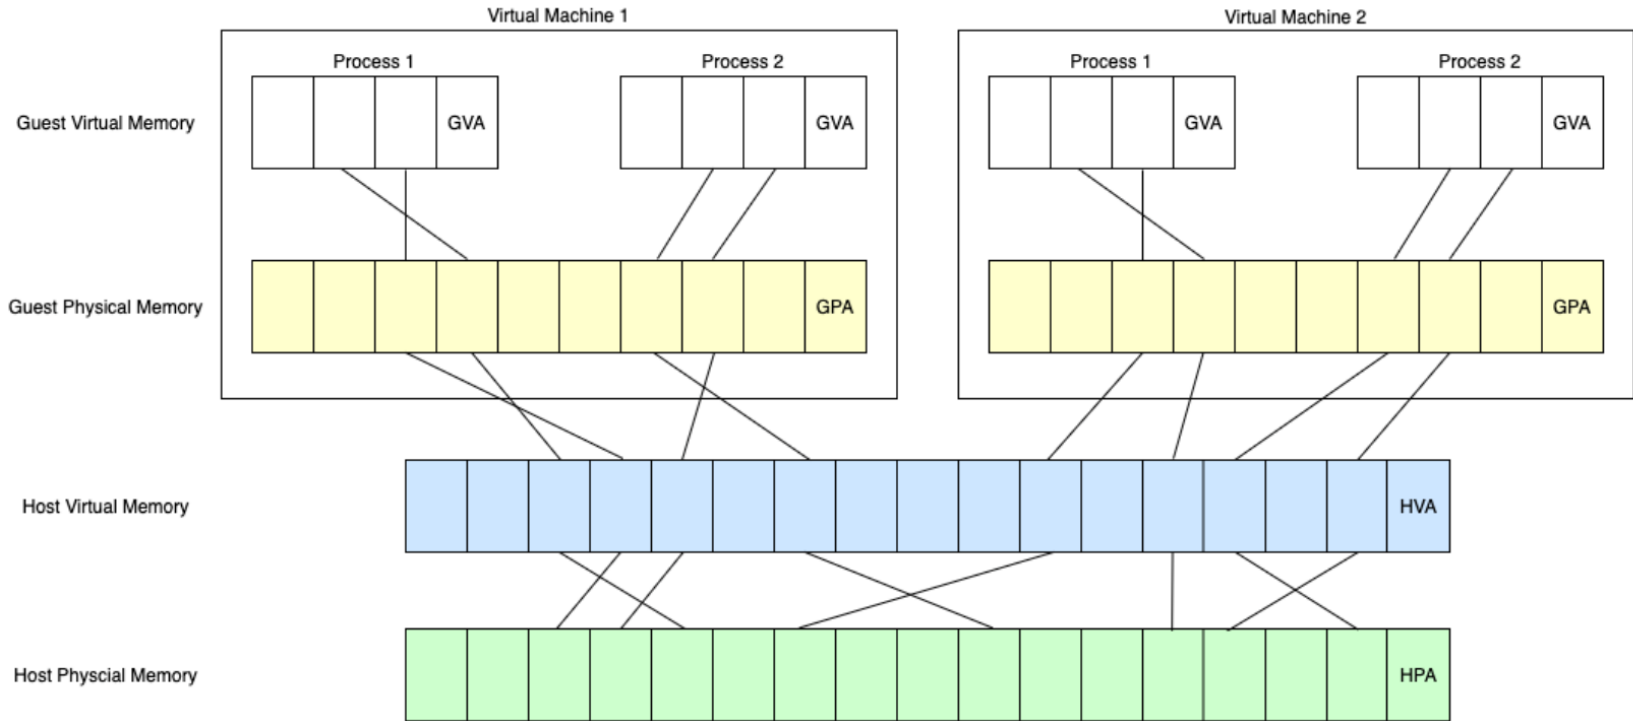 Virtual Machine 1
Virtual Machine 2
Process 1
Process 2
Process 1
Process 2
Guest Virtual Memory
GVA
GVA
GVA
GVA
Guest Physical Memory
GPA
GPA
Host Virtual Memory
HVA
Host Physcial Memory
HPA